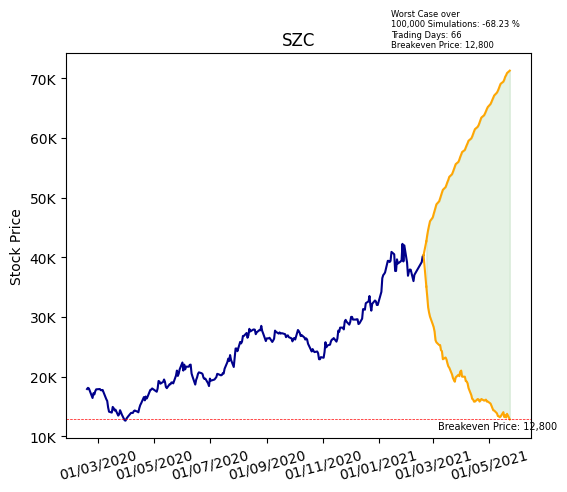 Worst Case over
100,000 Simulations: -68.23 %
Trading Days: 66
Breakeven Price: 12,800
SZC
Stock Price
70K
60K
50K
40K
30K
20K
10K
Breakeven Price: 12,800
01/03/2020
01/05/2020
01/07/2020
01/09/2020
01/11/2020
01/01/2021
01/03/2021
01/05/2021